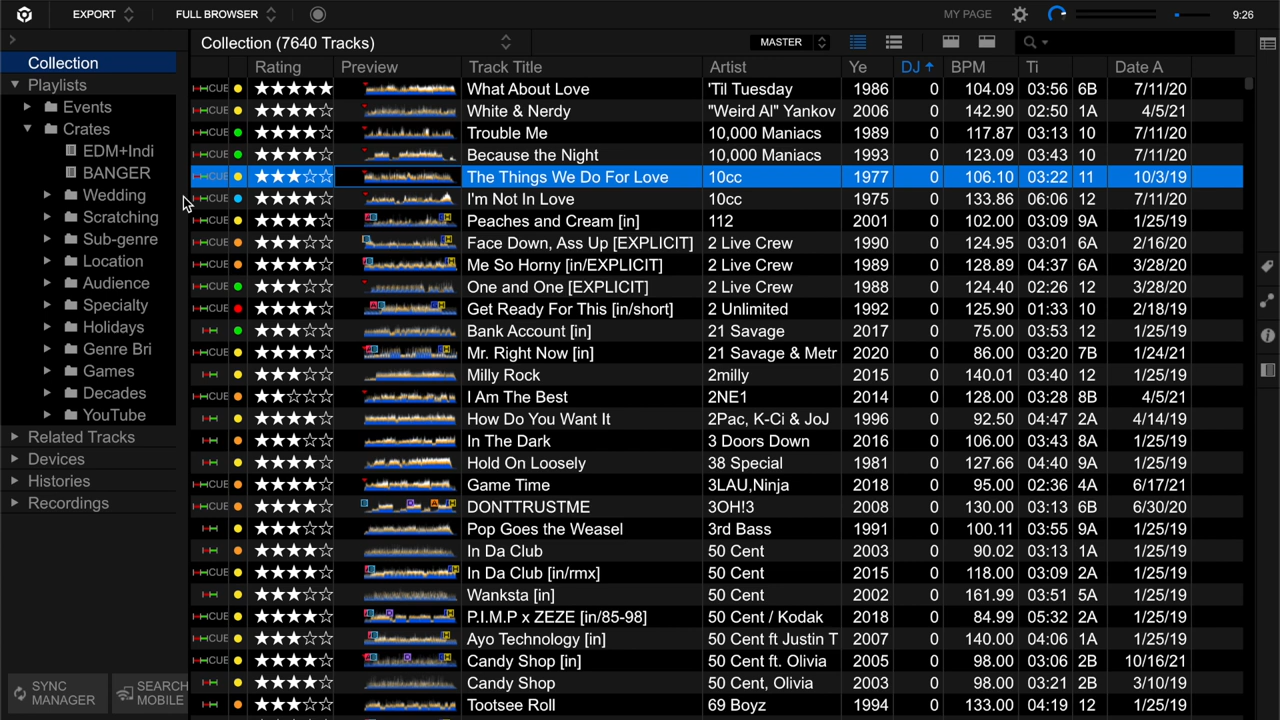 EXPORT FULL BROWSER MY PAGE 9:26
Collection (7640 Tracks) MASTER
Collection
Playlists
Events
Crates
EDM+Indi
BANGER
Wedding
Scratching
Sub-genre
Location
Audience
Specialty
Holidays
Genre Bri
Games
Decades
YouTube
Related Tracks
Devices
Histories
Recordings
SYNC
MANAGER
SEARCH
MOBILE
Rating Preview Track Title Artist Ye DJ BPM Ti Date A
CUE What About Love 'Til Tuesday 1986 0 104.09 03:56 6B 7/11/20
CUE White & Nerdy "Weird Al" Yankov 2006 0 142.90 02:50 1A 4/5/21
CUE Trouble Me 10,000 Maniacs 1989 0 117.87 03:13 10 7/11/20
CUE Because the Night 10,000 Maniacs 1993 0 123.09 03:43 10 7/11/20
CUE The Things We Do For Love 10cc 1977 0 106.10 03:22 11 10/3/19
CUE I'm Not In Love 10cc 1975 0 133.86 06:06 12 7/11/20
CUE Peaches and Cream [in] 112 2001 0 102.00 03:09 9A 1/25/19
CUE Face Down, Ass Up [EXPLICIT] 2 Live Crew 1990 0 124.95 03:01 6A 2/16/20
CUE Me So Horny [in/EXPLICIT] 2 Live Crew 1989 0 128.89 04:37 6A 3/28/20
CUE One and One [EXPLICIT] 2 Live Crew 1988 0 124.40 02:26 12 3/28/20
CUE Get Ready For This [in/short] 2 Unlimited 1992 0 125.90 01:33 10 2/18/19
Bank Account [in] 21 Savage 2017 0 75.00 03:53 12 1/25/19
CUE Mr. Right Now [in] 21 Savage & Metr 2020 0 86.00 03:20 7B 1/24/21
Milly Rock 2milly 2015 0 140.01 03:40 12 1/25/19
CUE I Am The Best 2NE1 2014 0 128.00 03:28 8B 4/5/21
How Do You Want It 2Pac, K-Ci & JoJ 1996 0 92.50 04:47 2A 4/14/19
In The Dark 3 Doors Down 2016 0 106.00 03:43 8A 1/25/19
Hold On Loosely 38 Special 1981 0 127.66 04:40 9A 1/25/19
CUE Game Time 3LAU,Ninja 2018 0 95.00 02:36 4A 6/17/21
CUE DONTTRUSTME 3OH!3 2008 0 130.00 03:13 6B 6/30/20
Pop Goes the Weasel 3rd Bass 1991 0 100.11 03:55 9A 1/25/19
In Da Club 50 Cent 2003 0 90.02 03:13 1A 1/25/19
CUE In Da Club [in/rmx] 50 Cent 2015 0 118.00 03:09 2A 1/25/19
Wanksta [in] 50 Cent 2002 0 161.99 03:51 5A 1/25/19
CUE P.I.M.P x ZEZE [in/85-98] 50 Cent / Kodak 2018 0 84.99 05:32 2A 1/25/19
CUE Ayo Technology [in] 50 Cent ft Justin T 2007 0 140.00 04:06 1A 1/25/19
CUE Candy Shop [in] 50 Cent ft. Olivia 2005 0 98.00 03:06 2B 10/16/21
Candy Shop 50 Cent, Olivia 2003 0 98.00 03:21 2B 3/10/19
CUE Tootsee Roll 69 Boyz 1994 0 133.00 04:19 12 1/25/19